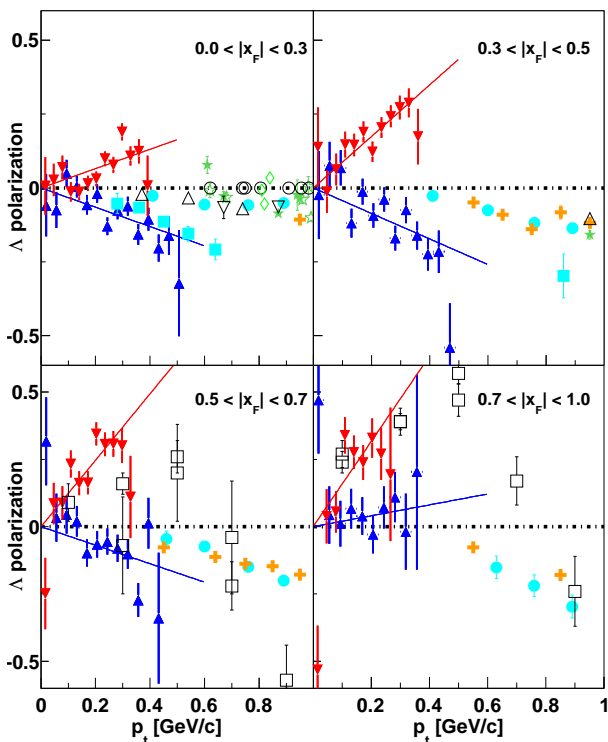 0.0 < |x_F| < 0.3
0.3 < |x_F| < 0.5
0.5
0
-0.5
Λ polarization
0.5 < |x_F| < 0.7
0.7 < |x_F| < 1.0
0.5
0
-0.5
Λ polarization
0 0.2 0.4 0.6 0.8
0 0.2 0.4 0.6 0.8 1
p_t [GeV/c]
p_t [GeV/c]